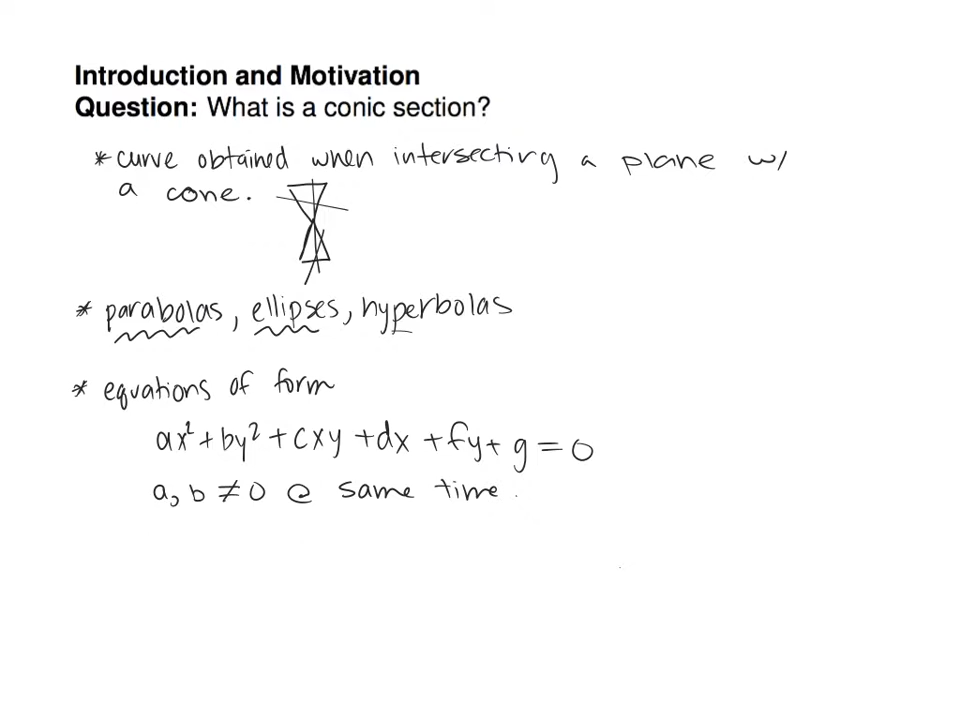 Introduction and Motivation
Question: What is a conic section?
* curve obtained when intersecting a plane w/
a cone.
* parabolas, ellipses, hyperbolas
* equations of form
ax² + by² + cxy + dx + fy + g = 0
a, b ≠ 0 @ same time.